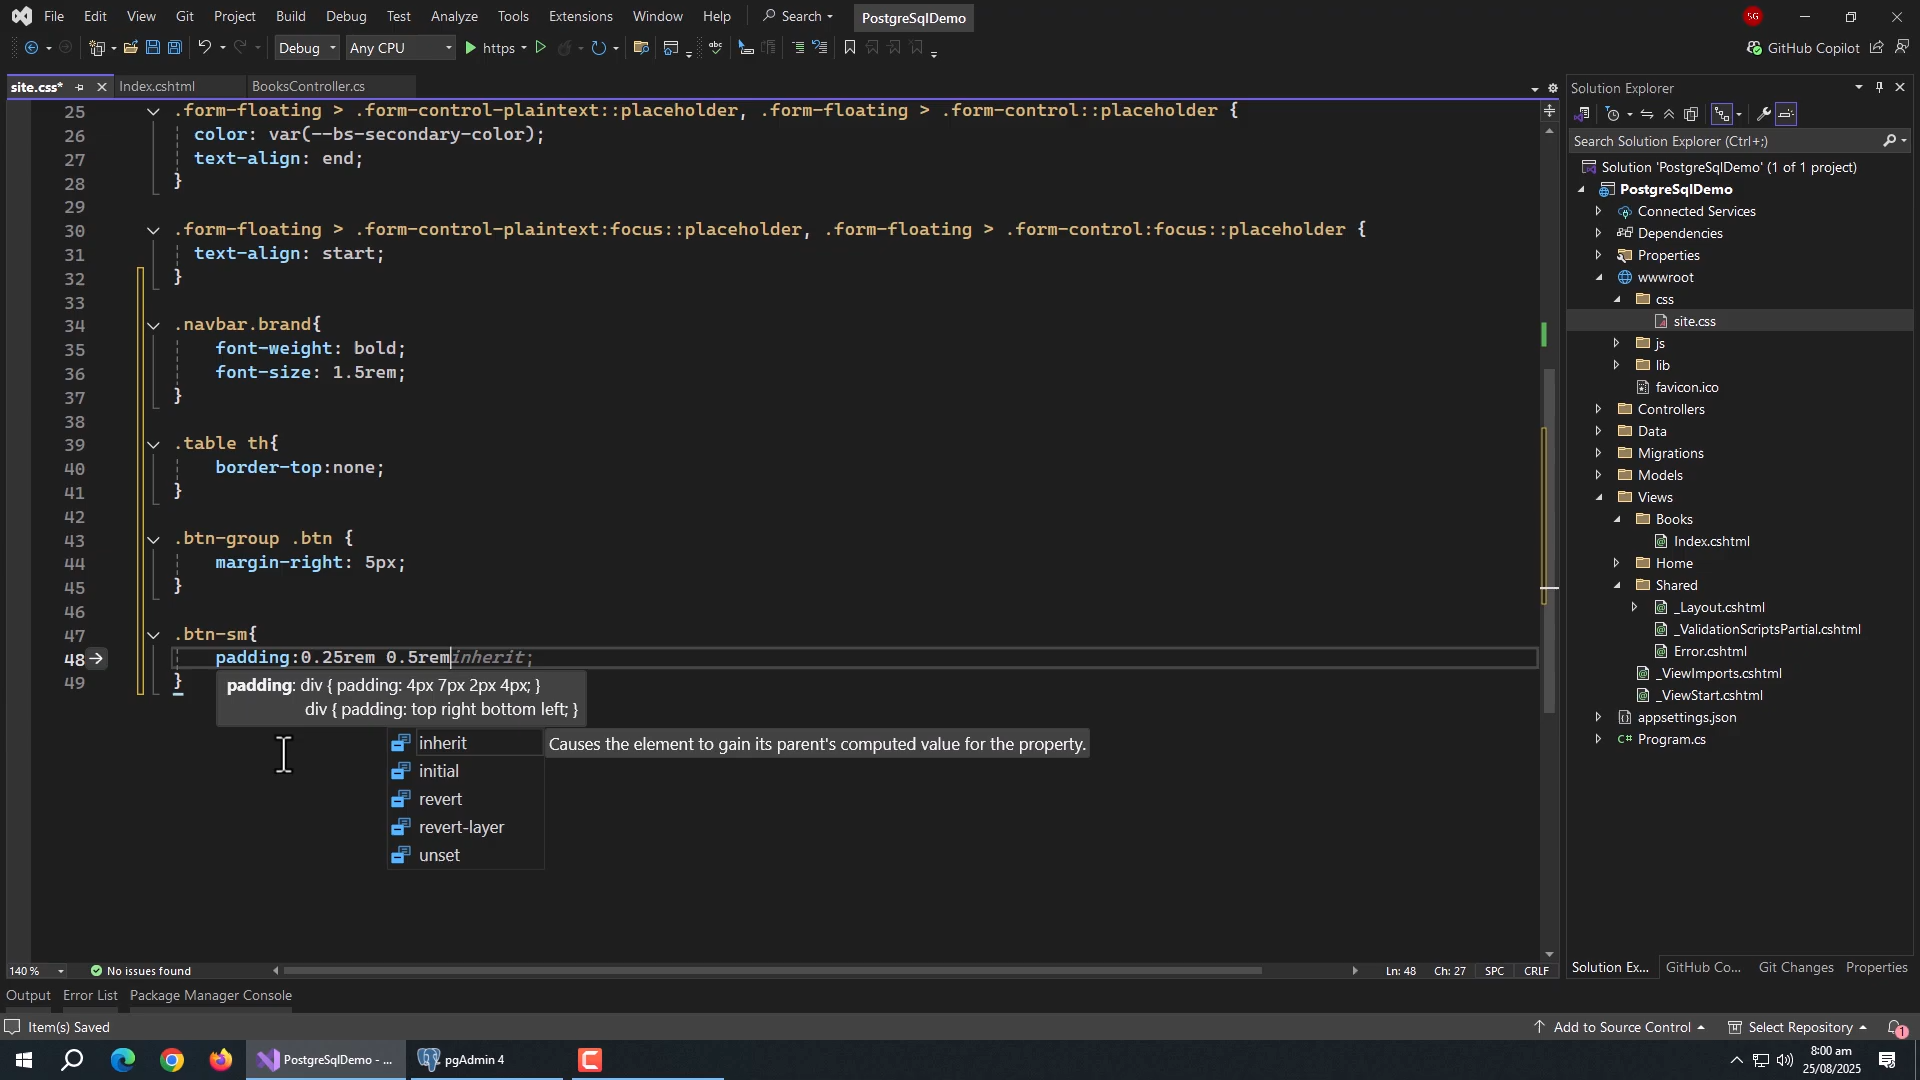 File Edit View Git Project Build Debug Test Analyze Tools Extensions Window Help Search PostgreSqlDemo SG
Debug Any CPU https GitHub Copilot
site.css* Index.cshtml BooksController.cs
25 .form-floating > .form-control-plaintext::placeholder, .form-floating > .form-control::placeholder {
26 color: var(--bs-secondary-color);
27 text-align: end;
28 }
29
30 .form-floating > .form-control-plaintext:focus::placeholder, .form-floating > .form-control:focus::placeholder {
31 text-align: start;
32 }
33
34 .navbar.brand{
35 font-weight: bold;
36 font-size: 1.5rem;
37 }
38
39 .table th{
40 border-top:none;
41 }
42
43 .btn-group .btn {
44 margin-right: 5px;
45 }
46
47 .btn-sm{
48 padding:0.25rem 0.5reminherit;
49 }
padding: div { padding: 4px 7px 2px 4px; }
div { padding: top right bottom left; }
inherit
initial
revert
revert-layer
unset
Causes the element to gain its parent's computed value for the property.
140 % No issues found Ln: 48 Ch: 27 SPC CRLF
Solution Explorer
Search Solution Explorer (Ctrl+;)
Solution 'PostgreSqlDemo' (1 of 1 project)
PostgreSqlDemo
Connected Services
Dependencies
Properties
wwwroot
css
site.css
js
lib
favicon.ico
Controllers
Data
Migrations
Models
Views
Books
Index.cshtml
Home
Shared
_Layout.cshtml
_ValidationScriptsPartial.cshtml
Error.cshtml
_ViewImports.cshtml
_ViewStart.cshtml
appsettings.json
C# Program.cs
Solution Ex... GitHub Co... Git Changes Properties
Output Error List Package Manager Console
Item(s) Saved Add to Source Control Select Repository 1
PostgreSqlDemo - ... pgAdmin 4
8:00 am
25/08/2025